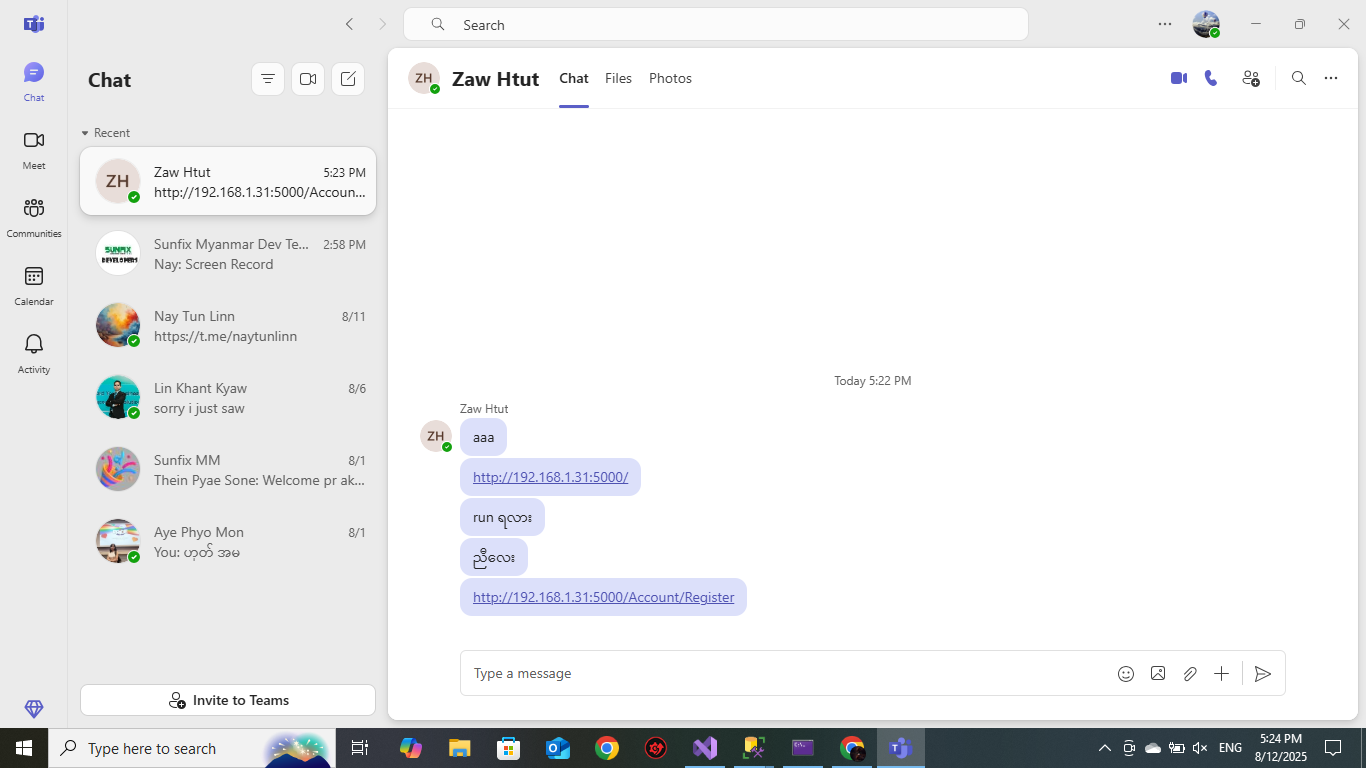 Search
Chat
Meet
Communities
Calendar
Activity
Chat
Recent
ZH
Zaw Htut
5:23 PM
http://192.168.1.31:5000/Accoun...
SUNFIX
DEVELOPERS
Sunfix Myanmar Dev Te...
2:58 PM
Nay: Screen Record
Nay Tun Linn
8/11
https://t.me/naytunlinn
Lin Khant Kyaw
8/6
sorry i just saw
Sunfix MM
8/1
Thein Pyae Sone: Welcome pr ak...
Aye Phyo Mon
8/1
You: ဟုတ် အမ
Invite to Teams
ZH
Zaw Htut
Chat
Files
Photos
Today 5:22 PM
Zaw Htut
ZH
aaa
http://192.168.1.31:5000/
run ရလား
ညီလေး
http://192.168.1.31:5000/Account/Register
Type a message
Type here to search
ENG
5:24 PM
8/12/2025